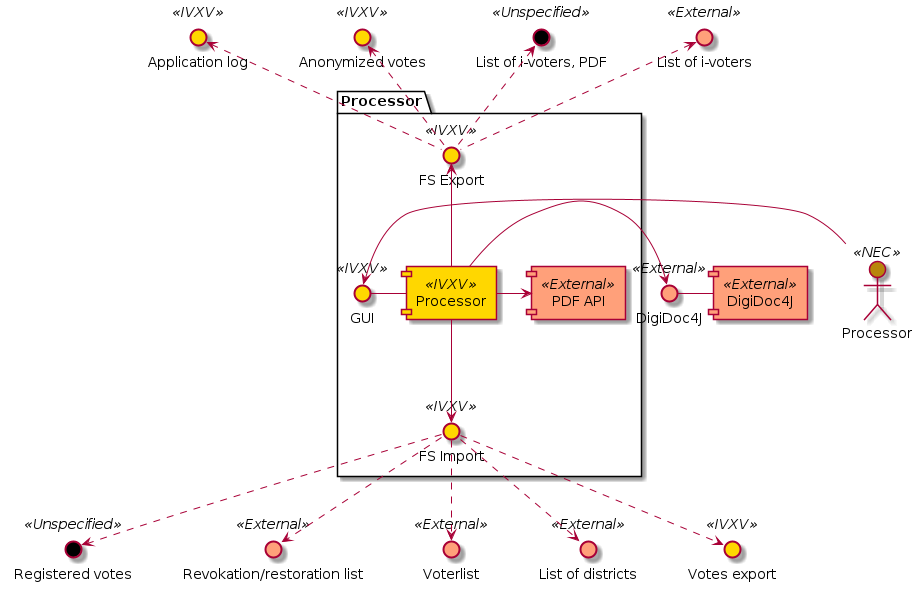 «IVXV»
«IVXV»
«Unspecified»
«External»
Application log
Anonymized votes
List of i-voters, PDF
List of i-voters
Processor
«IVXV»
FS Export
«NEC»
«IVXV»
«External»
«IVXV»
Processor
«External»
PDF API
«External»
DigiDoc4J
GUI
DigiDoc4J
Processor
«IVXV»
FS Import
«Unspecified»
«External»
«External»
«External»
«IVXV»
Registered votes
Revokation/restoration list
Voterlist
List of districts
Votes export